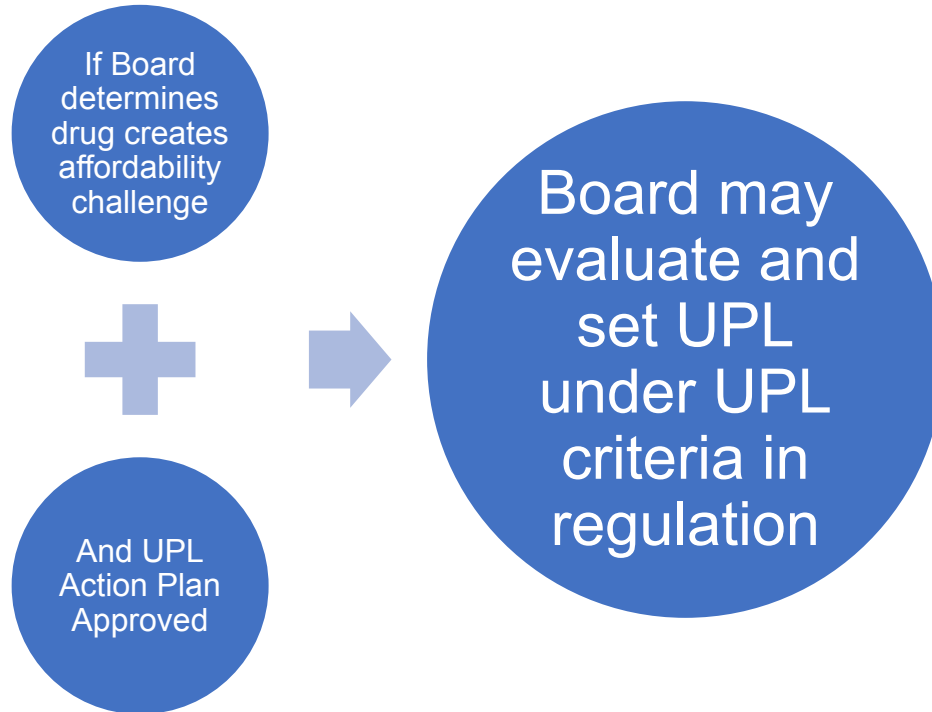 If Board
determines
drug creates
affordability
challenge
And UPL
Action Plan
Approved
Board may
evaluate and
set UPL
under UPL
criteria in
regulation